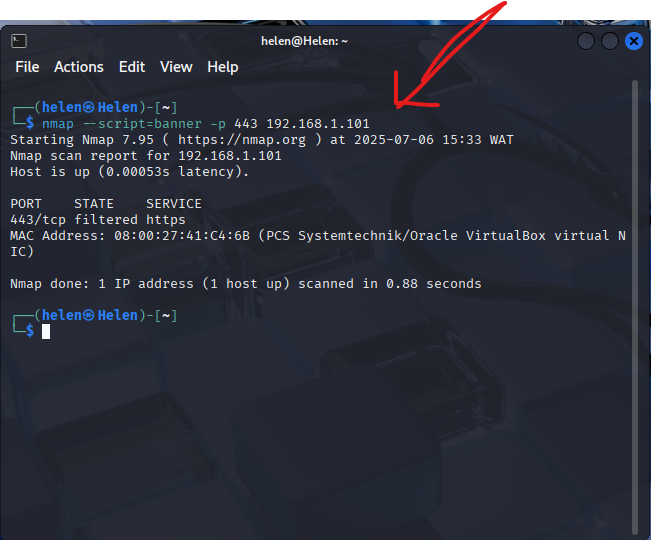 helen@Helen: ~
File Actions Edit View Help
┌──(helen㉿Helen)-[~]
└─$ nmap --script=banner -p 443 192.168.1.101
Starting Nmap 7.95 ( https://nmap.org ) at 2025-07-06 15:33 WAT
Nmap scan report for 192.168.1.101
Host is up (0.00053s latency).
PORT    STATE    SERVICE
443/tcp filtered https
MAC Address: 08:00:27:41:C4:6B (PCS Systemtechnik/Oracle VirtualBox virtual N
IC)
Nmap done: 1 IP address (1 host up) scanned in 0.88 seconds
┌──(helen㉿Helen)-[~]
└─$